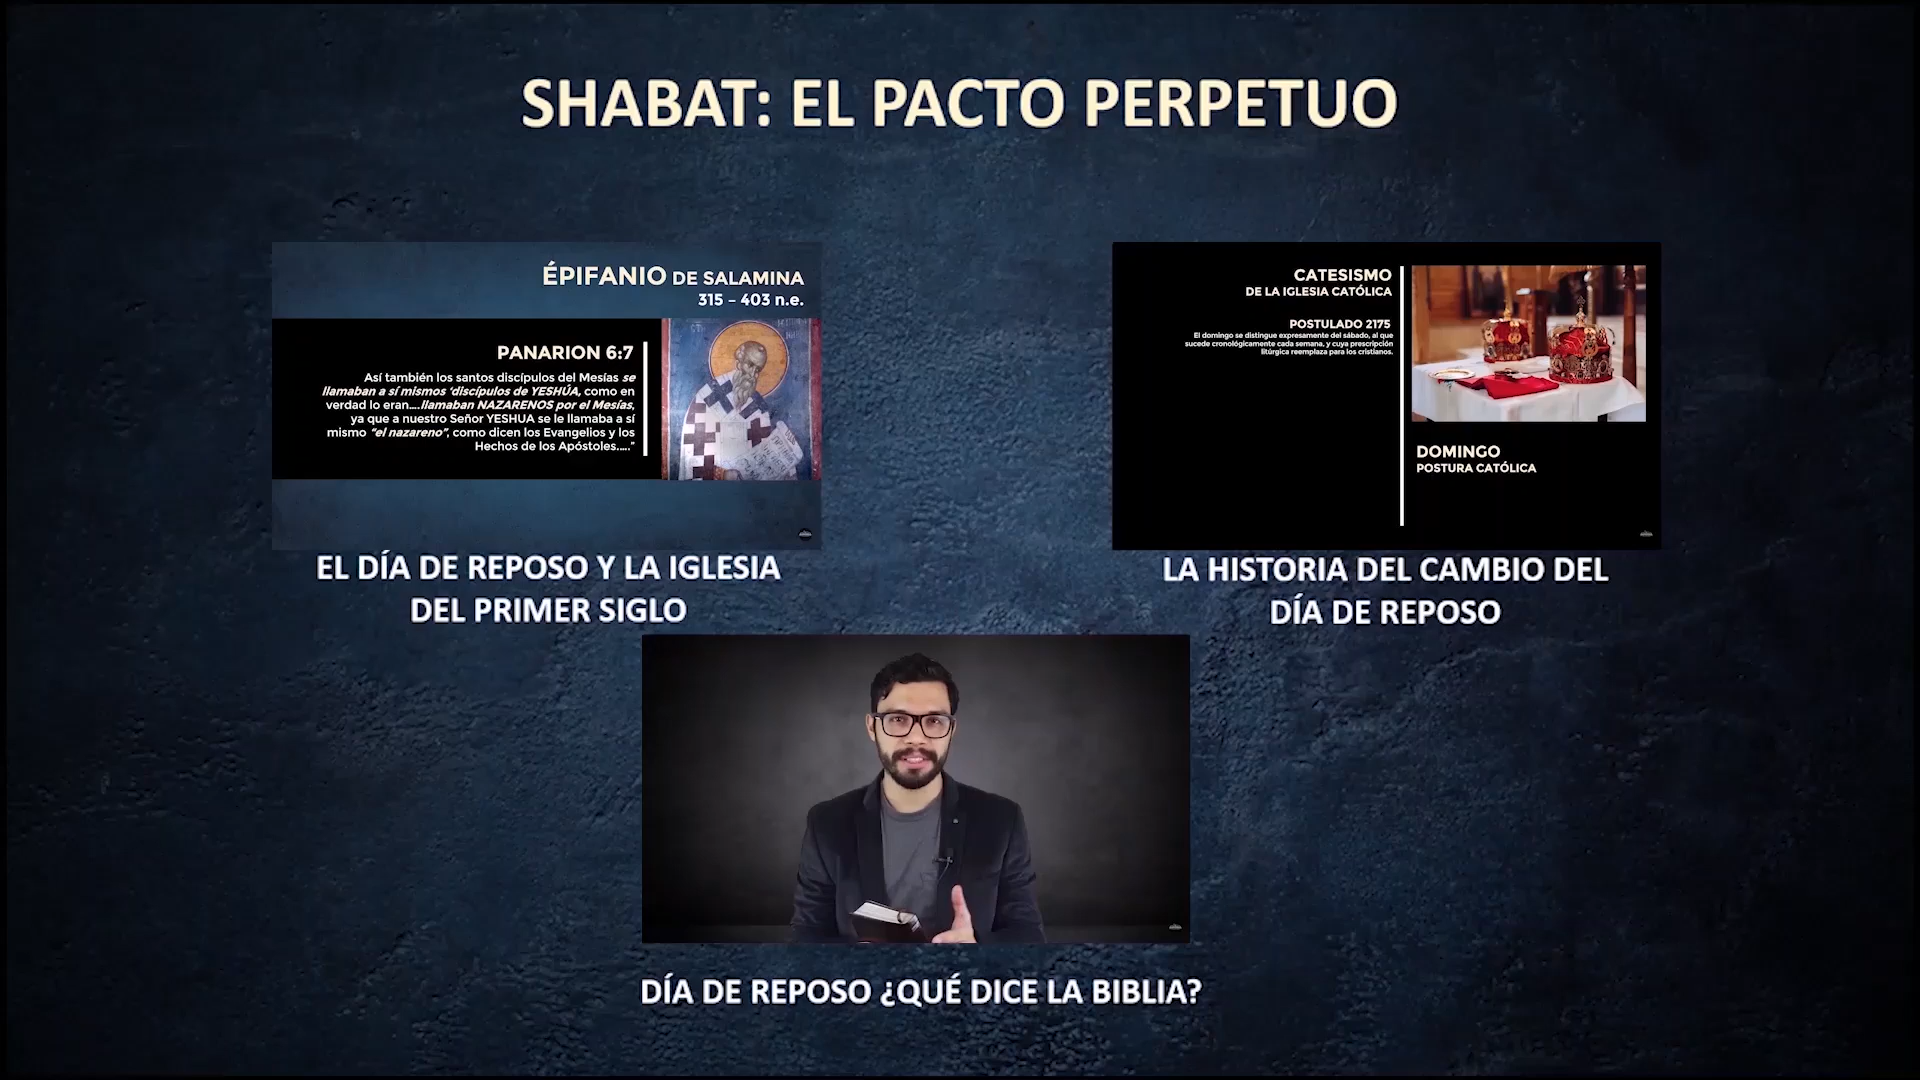 SHABAT: EL PACTO PERPETUO
ÉPIFANIO DE SALAMINA
315 – 403 n.e.
PANARION 6:7
Así también los santos discípulos del Mesías se
llamaban a sí mismos ‘discípulos de YESHÚA, como en
verdad lo eran....llamaban NAZARENOS por el Mesías,
ya que a nuestro Señor YESHUA se le llamaba a sí
mismo “el nazareno”, como dicen los Evangelios y los
Hechos de los Apóstoles.....”
EL DÍA DE REPOSO Y LA IGLESIA
DEL PRIMER SIGLO
CATESISMO
DE LA IGLESIA CATÓLICA
POSTULADO 2175
El domingo se distingue expresamente del sábado, al que
sucede cronológicamente cada semana, y cuya prescripción
litúrgica reemplaza para los cristianos.
DOMINGO
POSTURA CATÓLICA
LA HISTORIA DEL CAMBIO DEL
DÍA DE REPOSO
DÍA DE REPOSO ¿QUÉ DICE LA BIBLIA?